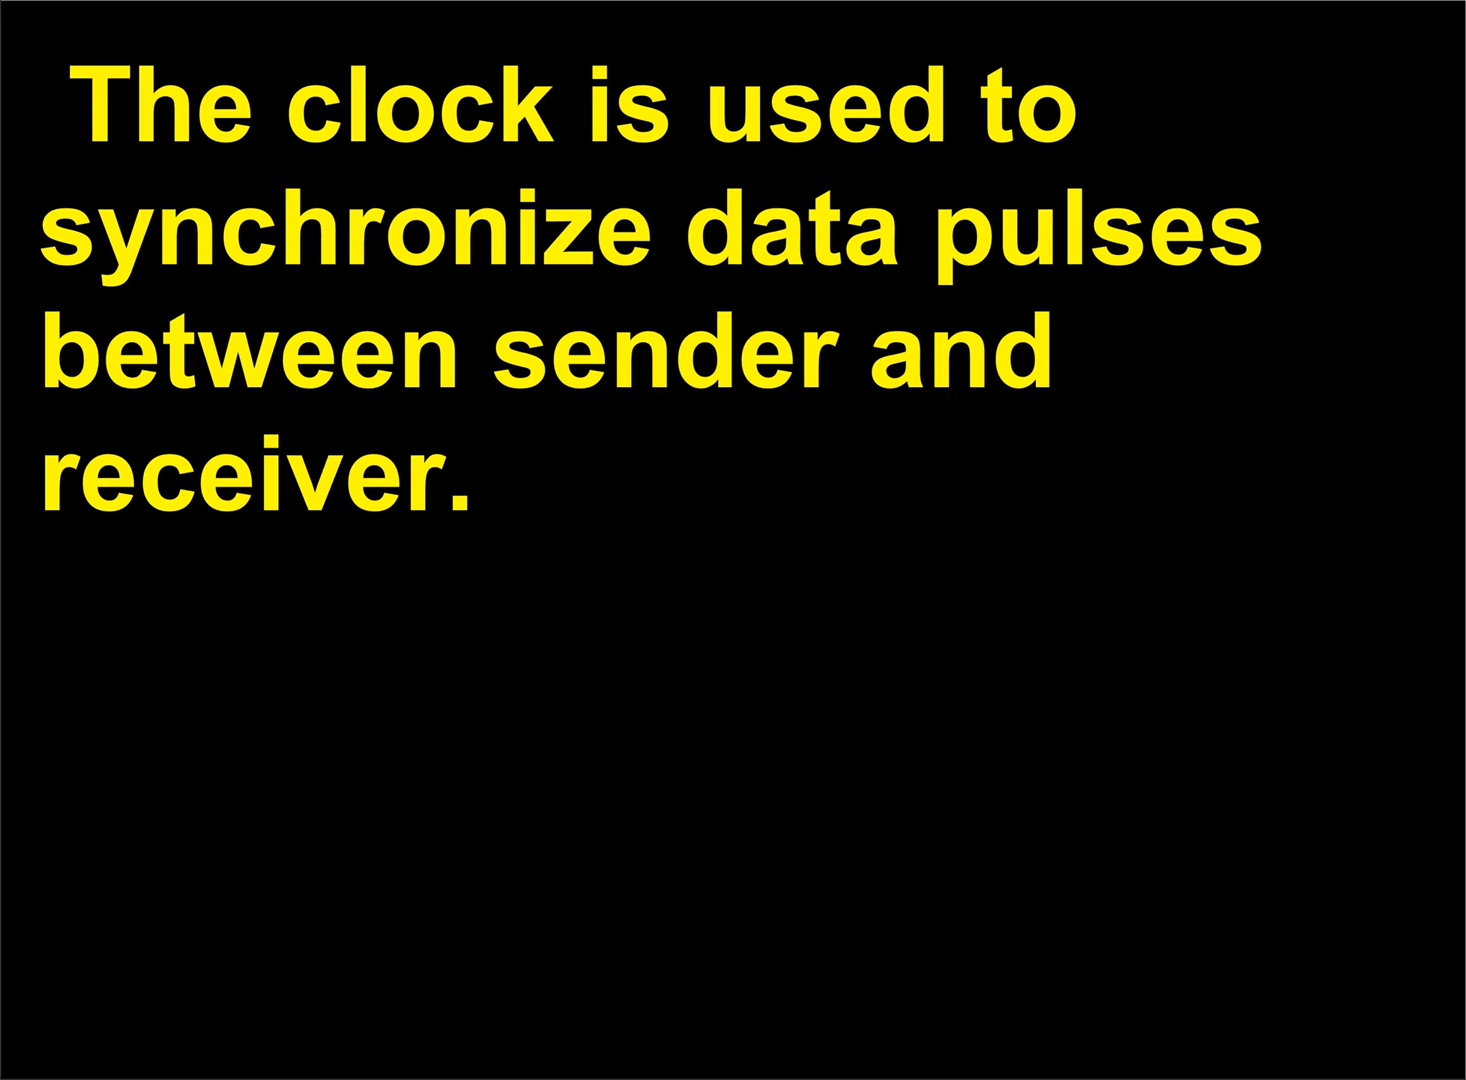 The clock is used to
synchronize data pulses
between sender and
receiver.